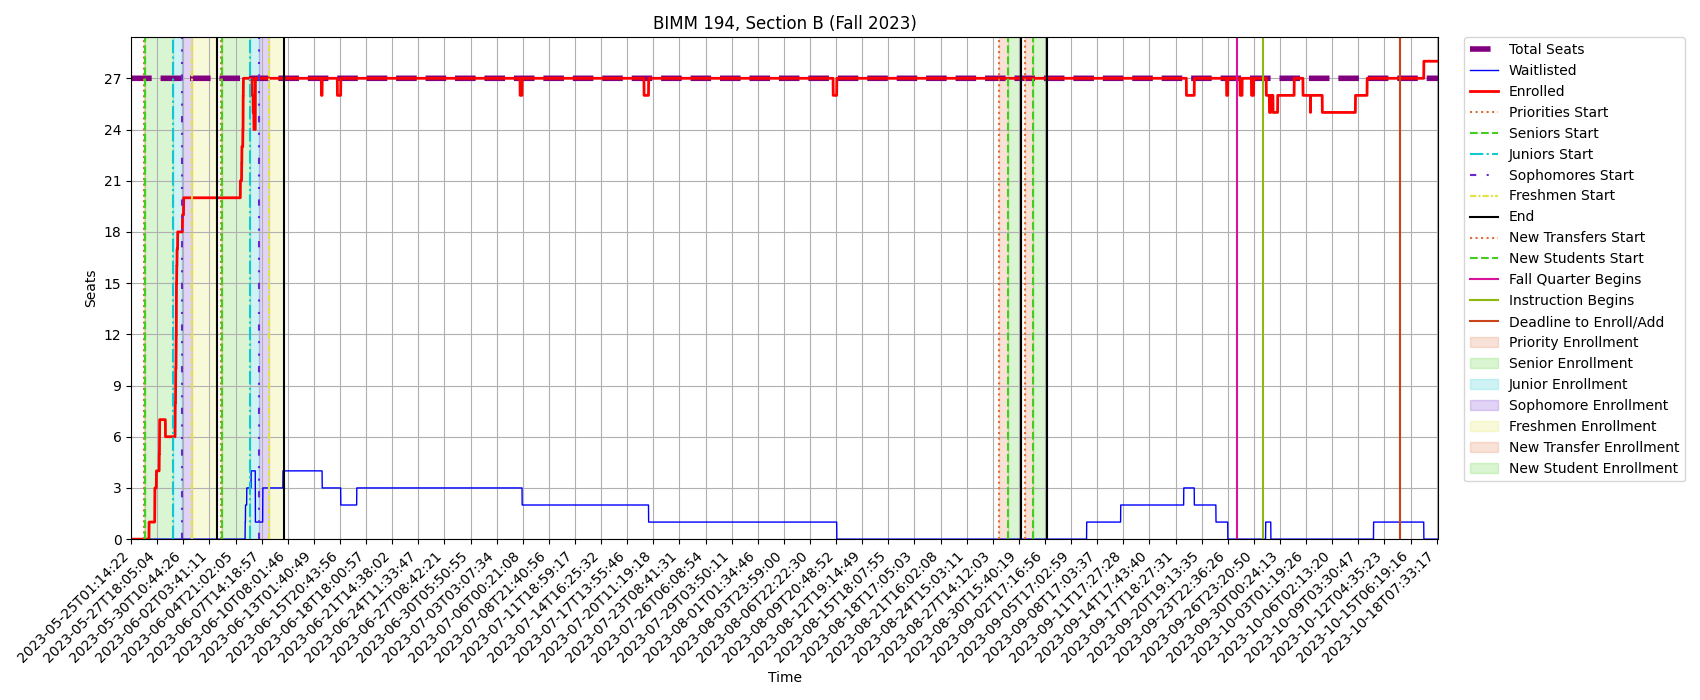 BIMM 194, Section B (Fall 2023)
Seats
27
24
21
18
15
12
9
6
3
0
2023-05-25T01:14:22
2023-05-27T18:05:04
2023-05-30T10:44:26
2023-06-02T03:41:11
2023-06-04T21:02:05
2023-06-07T14:18:57
2023-06-10T08:01:46
2023-06-13T01:40:49
2023-06-15T20:43:56
2023-06-18T18:00:57
2023-06-21T14:38:02
2023-06-24T11:33:47
2023-06-27T08:42:21
2023-06-30T05:50:55
2023-07-03T03:07:34
2023-07-06T00:21:08
2023-07-08T21:40:56
2023-07-11T18:59:17
2023-07-14T16:25:32
2023-07-17T13:55:46
2023-07-20T11:19:18
2023-07-23T08:41:31
2023-07-26T06:08:54
2023-07-29T03:50:11
2023-08-01T01:34:46
2023-08-03T23:59:00
2023-08-06T22:22:30
2023-08-09T20:48:52
2023-08-12T19:14:49
2023-08-15T18:07:55
2023-08-18T17:05:03
2023-08-21T16:02:08
2023-08-24T15:03:11
2023-08-27T14:12:03
2023-08-30T15:40:19
2023-09-02T17:16:50
2023-09-05T17:02:59
2023-09-08T17:03:37
2023-09-11T17:27:28
2023-09-14T17:43:40
2023-09-17T18:27:31
2023-09-20T19:13:35
2023-09-23T22:36:26
2023-09-26T23:20:50
2023-09-30T00:24:13
2023-10-03T01:19:26
2023-10-06T02:13:20
2023-10-09T03:30:47
2023-10-12T04:35:23
2023-10-15T06:19:16
2023-10-18T07:33:17
Time
Total Seats
Waitlisted
Enrolled
Priorities Start
Seniors Start
Juniors Start
Sophomores Start
Freshmen Start
End
New Transfers Start
New Students Start
Fall Quarter Begins
Instruction Begins
Deadline to Enroll/Add
Priority Enrollment
Senior Enrollment
Junior Enrollment
Sophomore Enrollment
Freshmen Enrollment
New Transfer Enrollment
New Student Enrollment